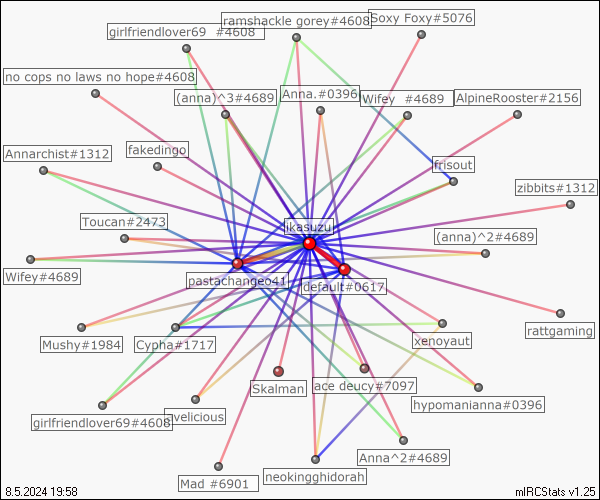 girlfriendlover69 #4608
ramshackle gorey#4608
Soxy Foxy#5076
no cops no laws no hope#4608
(anna)^3#4689
Anna.#0396
Wifey #4689
AlpineRooster#2156
Annarchist#1312
fakedingo
frisout
zibbits#1312
Toucan#2473
ikasuzu
(anna)^2#4689
Wifey#4689
pastachangeo41
default#0617
rattgaming
Mushy#1984
Cypha#1717
xenoyaut
Skalman
ace deucy#7097
hypomanianna#0396
girlfriendlover69#4608
Mad #6901
neokingghidorah
Anna^2#4689
8.5.2024 19:58
mIRCStats v1.25